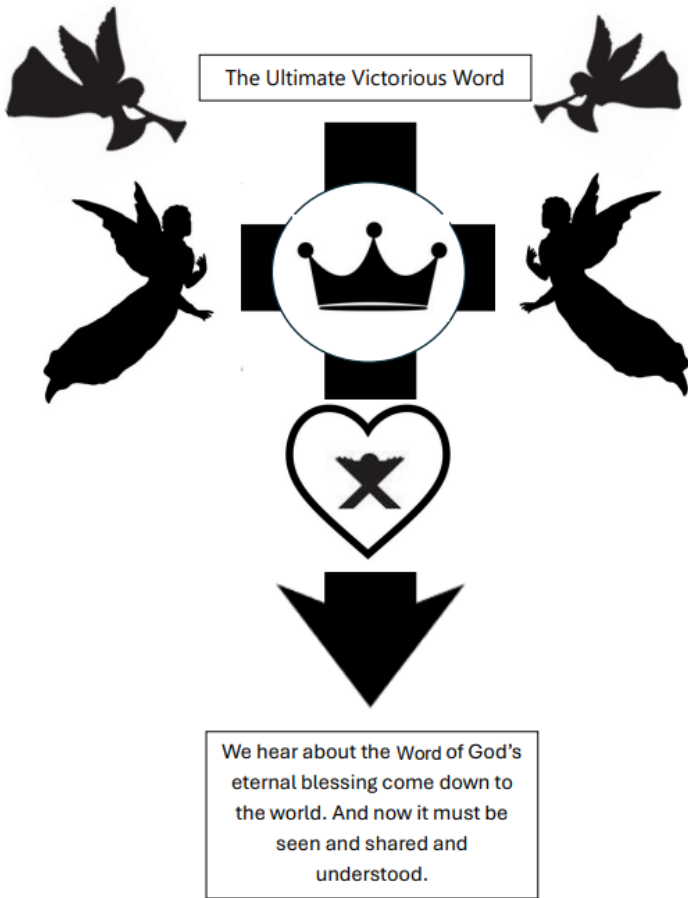 The Ultimate Victorious Word
We hear about the Word of God’s
eternal blessing come down to
the world. And now it must be
seen and shared and
understood.